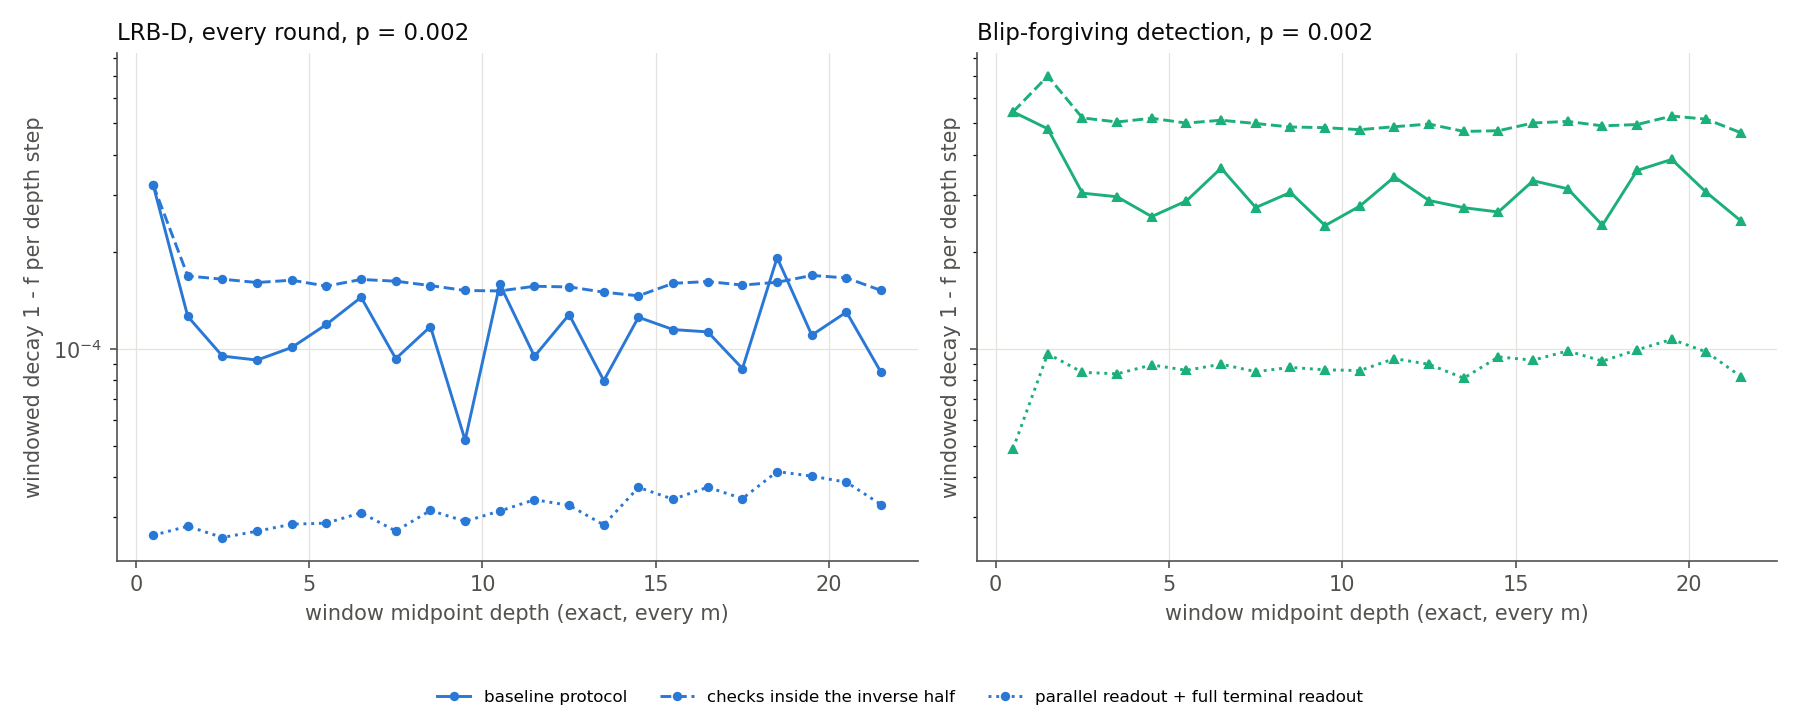 LRB-D, every round, p = 0.002
Blip-forgiving detection, p = 0.002
windowed decay 1 - f per depth step
10⁻⁴
0 5 10 15 20
window midpoint depth (exact, every m)
windowed decay 1 - f per depth step
0 5 10 15 20
window midpoint depth (exact, every m)
baseline protocol checks inside the inverse half parallel readout + full terminal readout